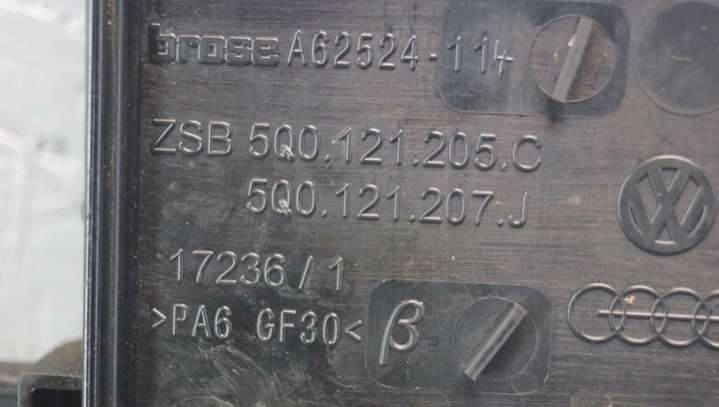 brose A62524-114
ZSB 5Q0.121.205.C
5Q0.121.207.J
17236/1
>PA6 GF30< β